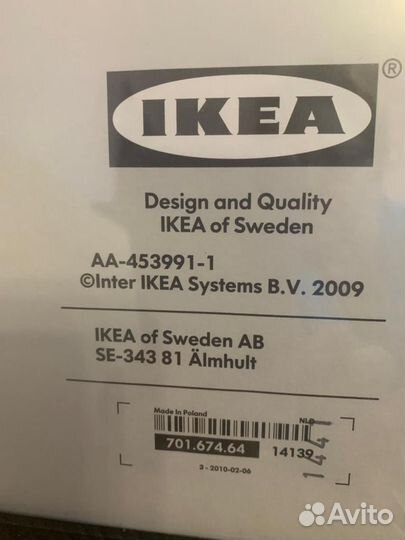 IKEA®
Design and Quality
IKEA of Sweden
AA-453991-1
©Inter IKEA Systems B.V. 2009
IKEA of Sweden AB
SE-343 81 Älmhult
Made in Poland
701.674.64
14139
3 - 2010-02-06
Avito